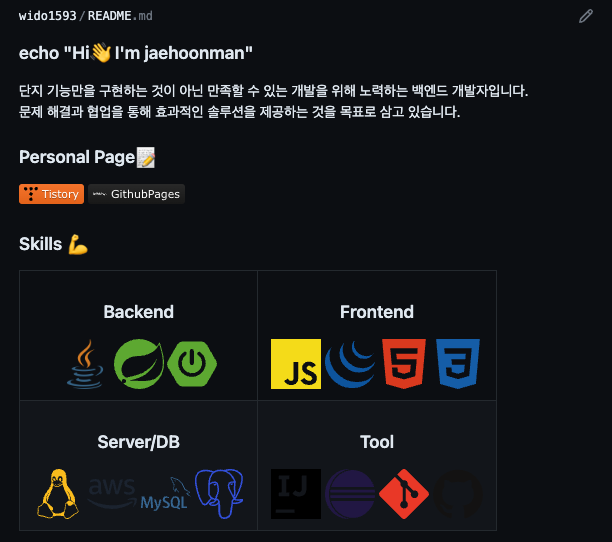 wido1593/README.md
echo "Hi👋 I'm jaehoonman"
단지 기능만을 구현하는 것이 아닌 만족할 수 있는 개발을 위해 노력하는 백엔드 개발자입니다.
문제 해결과 협업을 통해 효과적인 솔루션을 제공하는 것을 목표로 삼고 있습니다.
Personal Page📝
Tistory GithubPages
Skills 💪
Backend Frontend
JS 5 3
Server/DB Tool
aws MySQL IJ